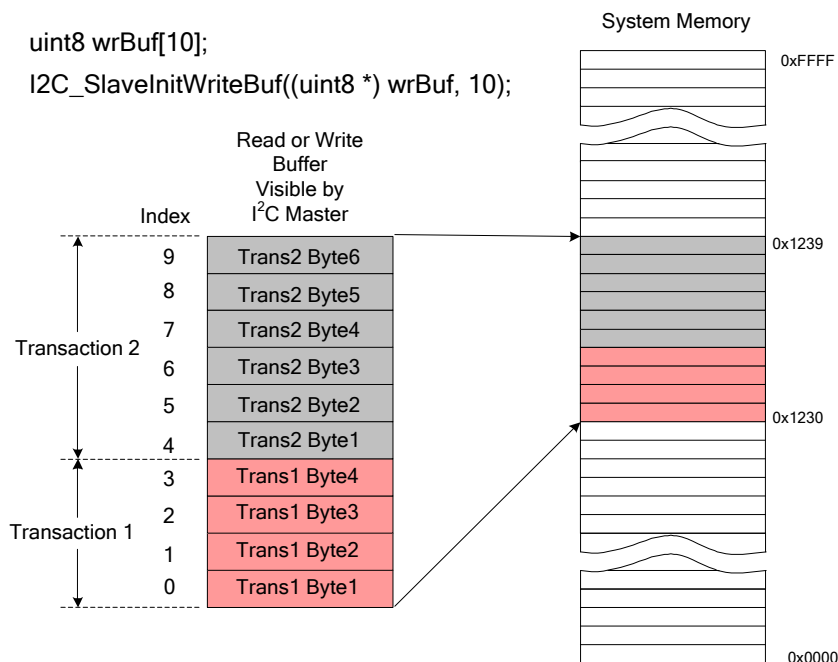 uint8 wrBuf[10];
I2C_SlaveInitWriteBuf((uint8 *) wrBuf, 10);
System Memory
0xFFFF
Read or Write
Buffer
Visible by
I²C Master
Index
9 Trans2 Byte6
0x1239
8 Trans2 Byte5
7 Trans2 Byte4
Transaction 2
6 Trans2 Byte3
5 Trans2 Byte2
0x1230
4 Trans2 Byte1
3 Trans1 Byte4
2 Trans1 Byte3
Transaction 1
1 Trans1 Byte2
0 Trans1 Byte1
0x0000